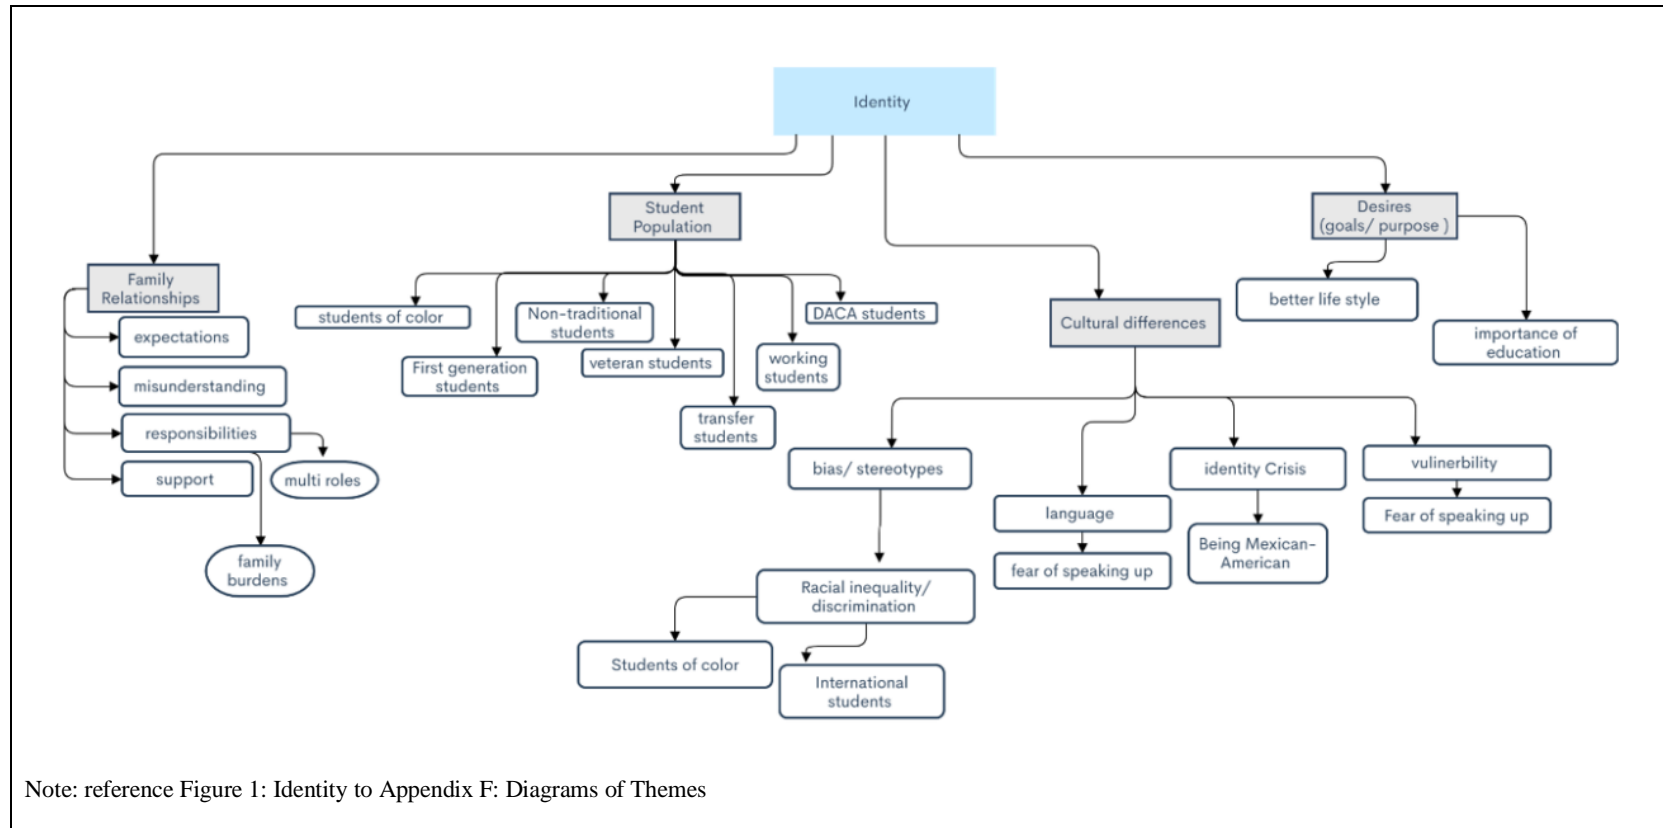 Identity
Student
Population
Desires
(goals/ purpose )
Family
Relationships
expectations
misunderstanding
responsibilities
support
multi roles
family
burdens
students of color
First generation
students
Non-traditional
students
veteran students
transfer
students
working
students
DACA students
Cultural differences
better life style
importance of
education
bias/ stereotypes
Racial inequality/
discrimination
Students of color
International
students
language
fear of speaking up
identity Crisis
Being Mexican-
American
vulinerbility
Fear of speaking up
Note: reference Figure 1: Identity to Appendix F: Diagrams of Themes